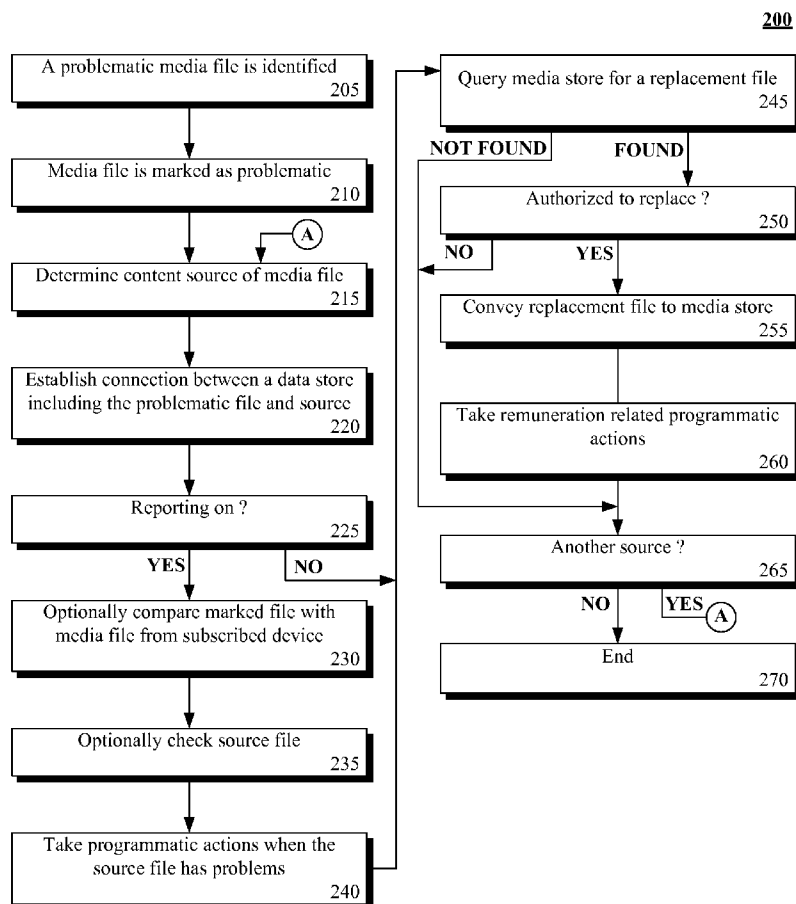 200
A problematic media file is identified
205
Media file is marked as problematic
210
A
Determine content source of media file
215
Establish connection between a data store
including the problematic file and source
220
Reporting on ?
225
YES
NO
Optionally compare marked file with
media file from subscribed device
230
Optionally check source file
235
Take programmatic actions when the
source file has problems
240
Query media store for a replacement file
245
NOT FOUND
FOUND
Authorized to replace ?
250
NO
YES
Convey replacement file to media store
255
Take remuneration related programmatic
actions
260
Another source ?
265
NO
YES
A
End
270